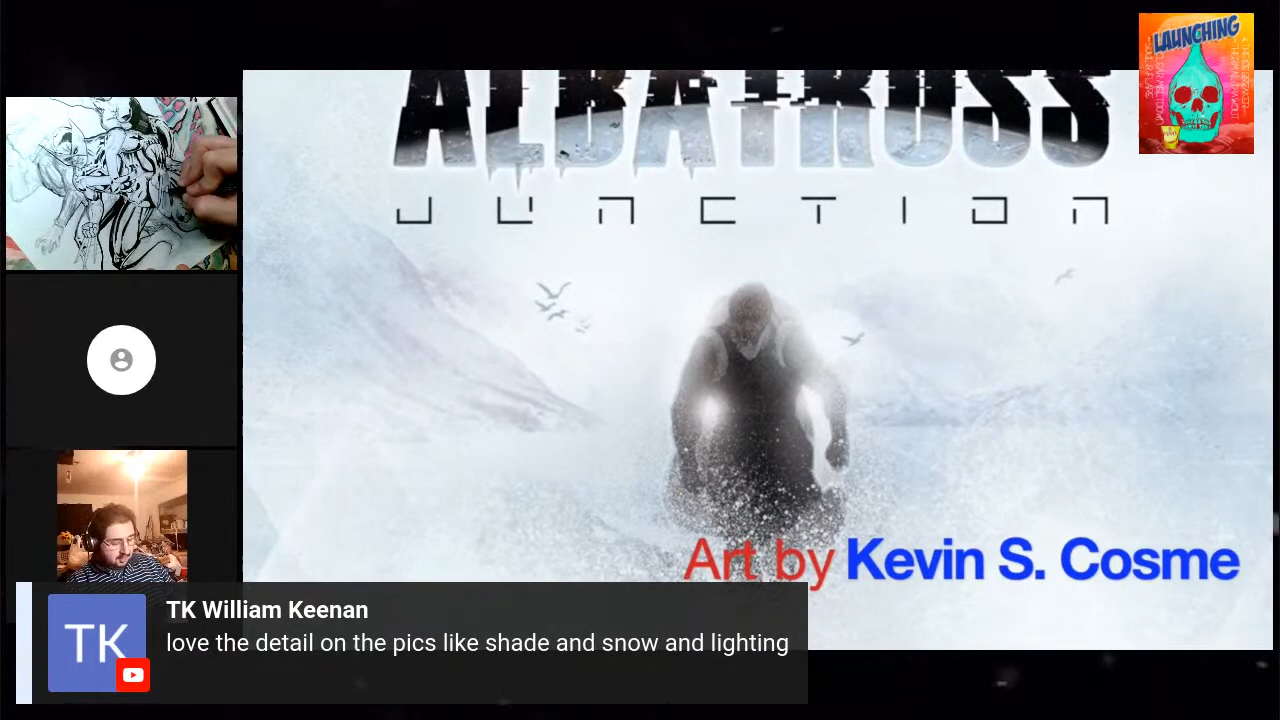 LAUNCHING
ALBATROSS
JUNCTION
Art by Kevin S. Cosme
TK
TK William Keenan
love the detail on the pics like shade and snow and lighting